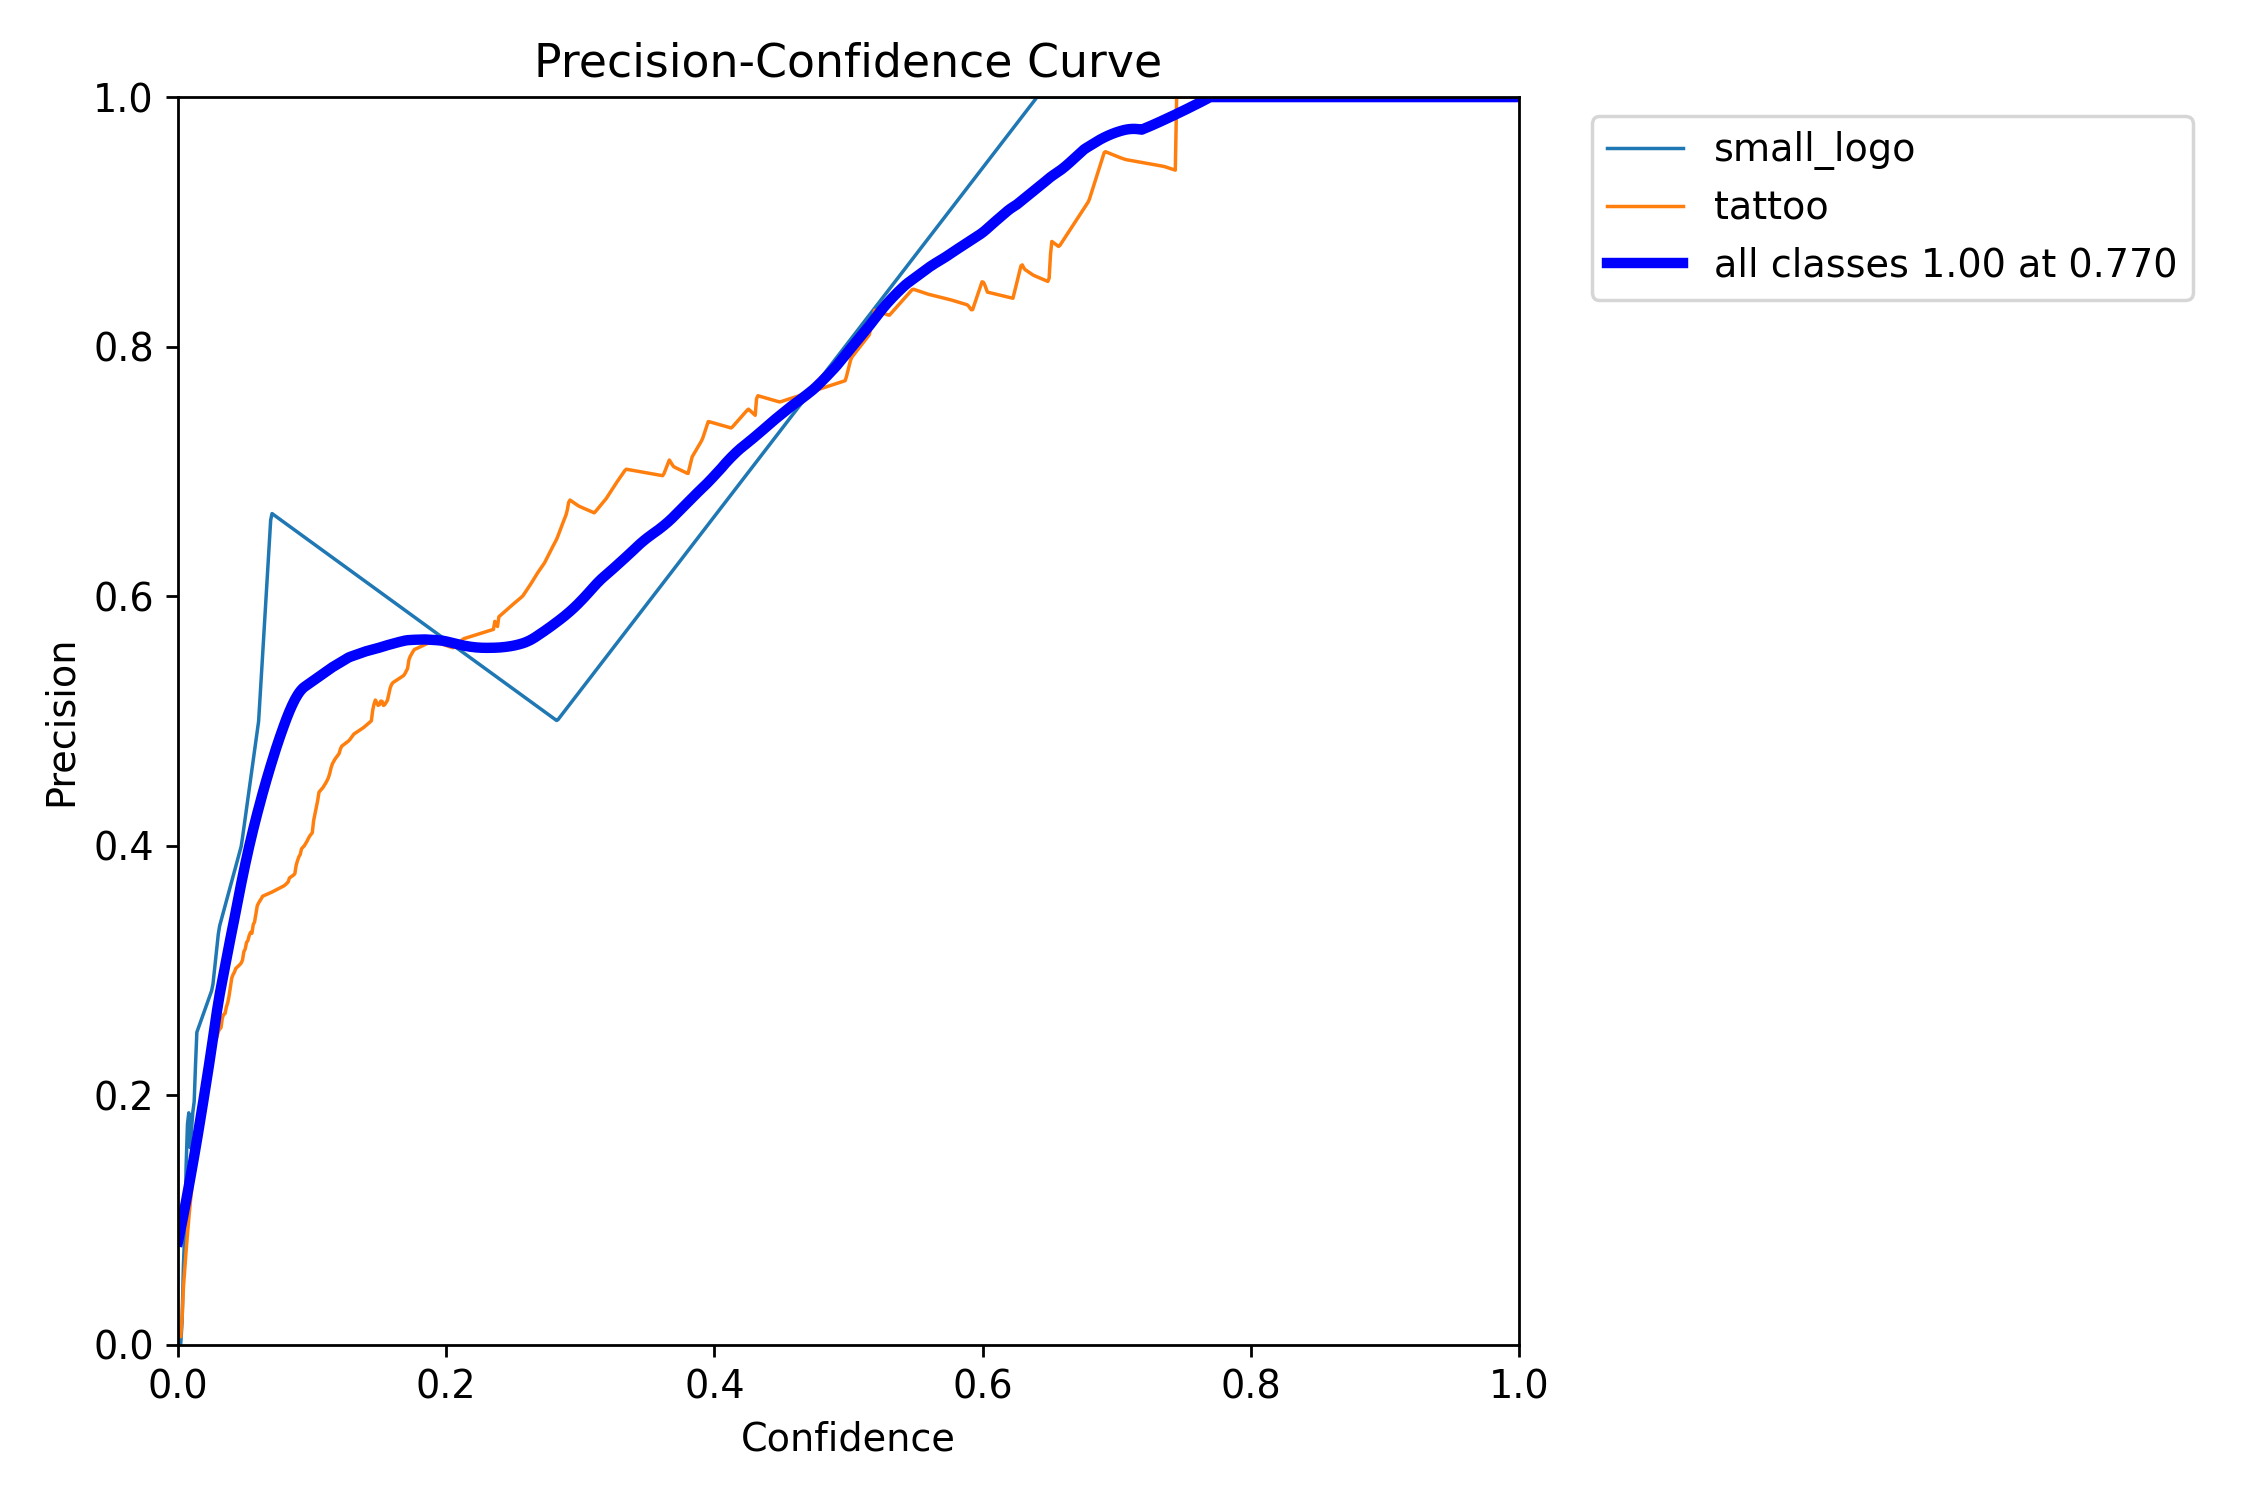 Precision-Confidence Curve
1.0
0.8
0.6
0.4
0.2
0.0
Precision
0.0 0.2 0.4 0.6 0.8 1.0
Confidence
small_logo
tattoo
all classes 1.00 at 0.770